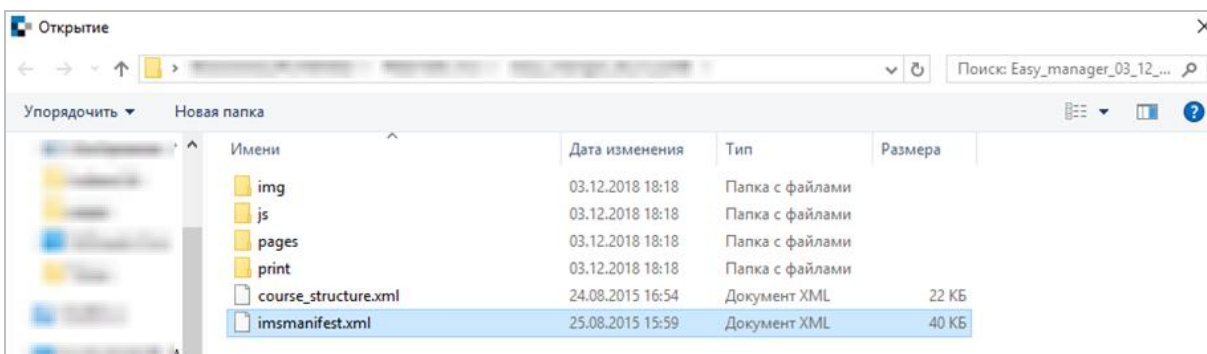 Открытие
Поиск: Easy_manager_03_12_...
Упорядочить Новая папка
Имени Дата изменения Тип Размера
img 03.12.2018 18:18 Папка с файлами
js 03.12.2018 18:18 Папка с файлами
pages 03.12.2018 18:18 Папка с файлами
print 03.12.2018 18:18 Папка с файлами
course_structure.xml 24.08.2015 16:54 Документ XML 22 КБ
imsmanifest.xml 25.08.2015 15:59 Документ XML 40 КБ